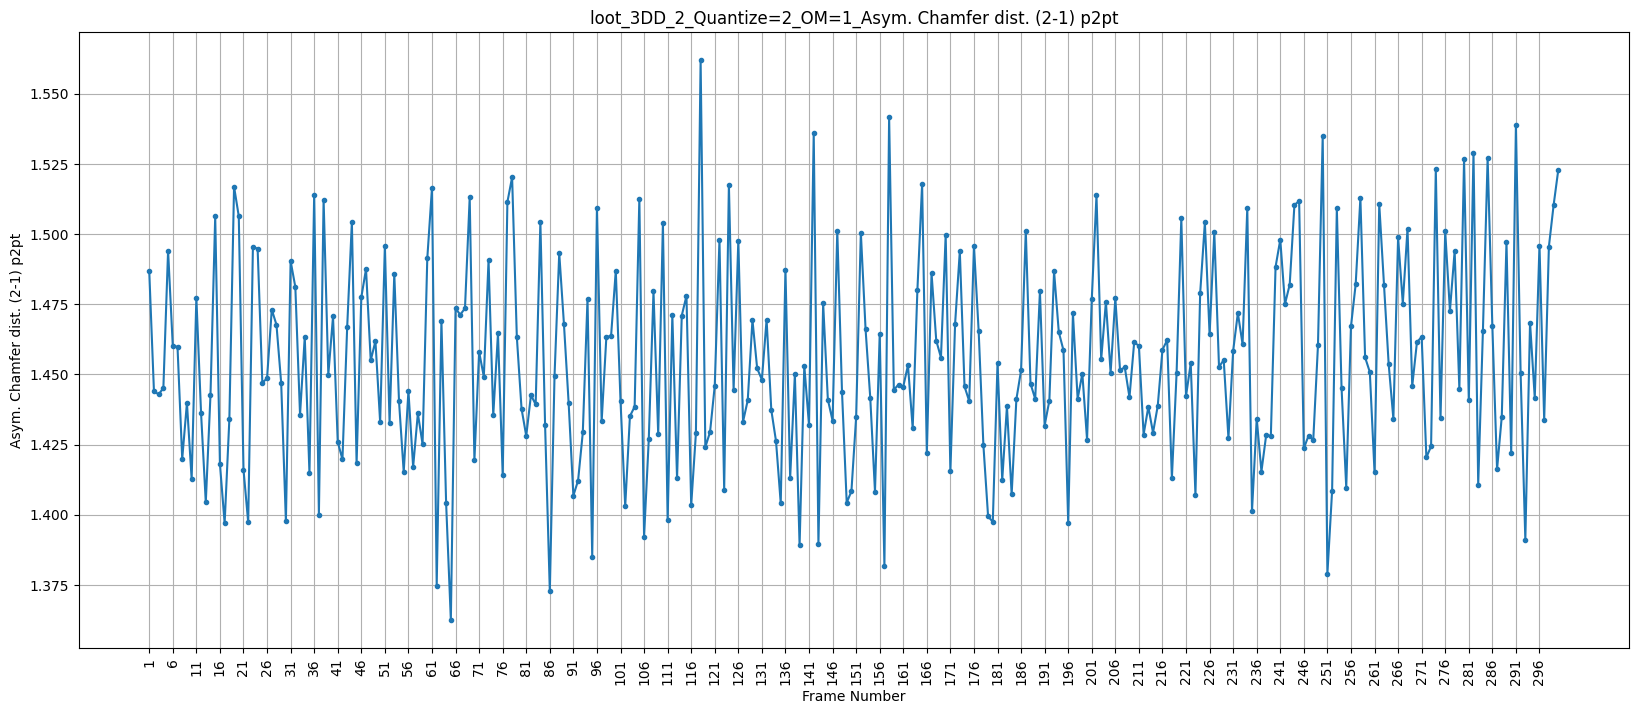 loot_3DD_2_Quantize=2_OM=1_Asym. Chamfer dist. (2-1) p2pt
Asym. Chamfer dist. (2-1) p2pt
1.550
1.525
1.500
1.475
1.450
1.425
1.400
1.375
1 6 11 16 21 26 31 36 41 46 51 56 61 66 71 76 81 86 91 96 101 106 111 116 121 126 131 136 141 146 151 156 161 166 171 176 181 186 191 196 201 206 211 216 221 226 231 236 241 246 251 256 261 266 271 276 281 286 291 296
Frame Number